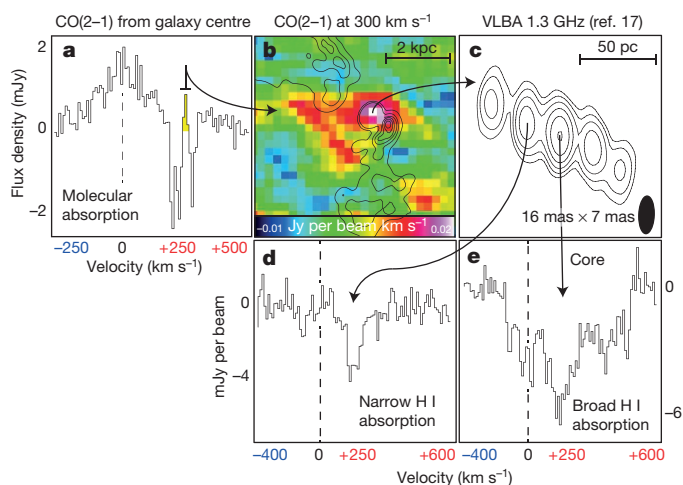 CO(2–1) from galaxy centre
CO(2–1) at 300 km s⁻¹
VLBA 1.3 GHz (ref. 17)
a
2
0
−2
Flux density (mJy)
Molecular
absorption
−250 0 +250 +500
Velocity (km s⁻¹)
b
2 kpc
−0.01 Jy per beam km s⁻¹ 0.02
c
50 pc
16 mas × 7 mas
d
0
−4
mJy per beam
Narrow H I
absorption
−400 0 +250 +600
e
Core
0
−6
Broad H I
absorption
−400 0 +250 +600
Velocity (km s⁻¹)